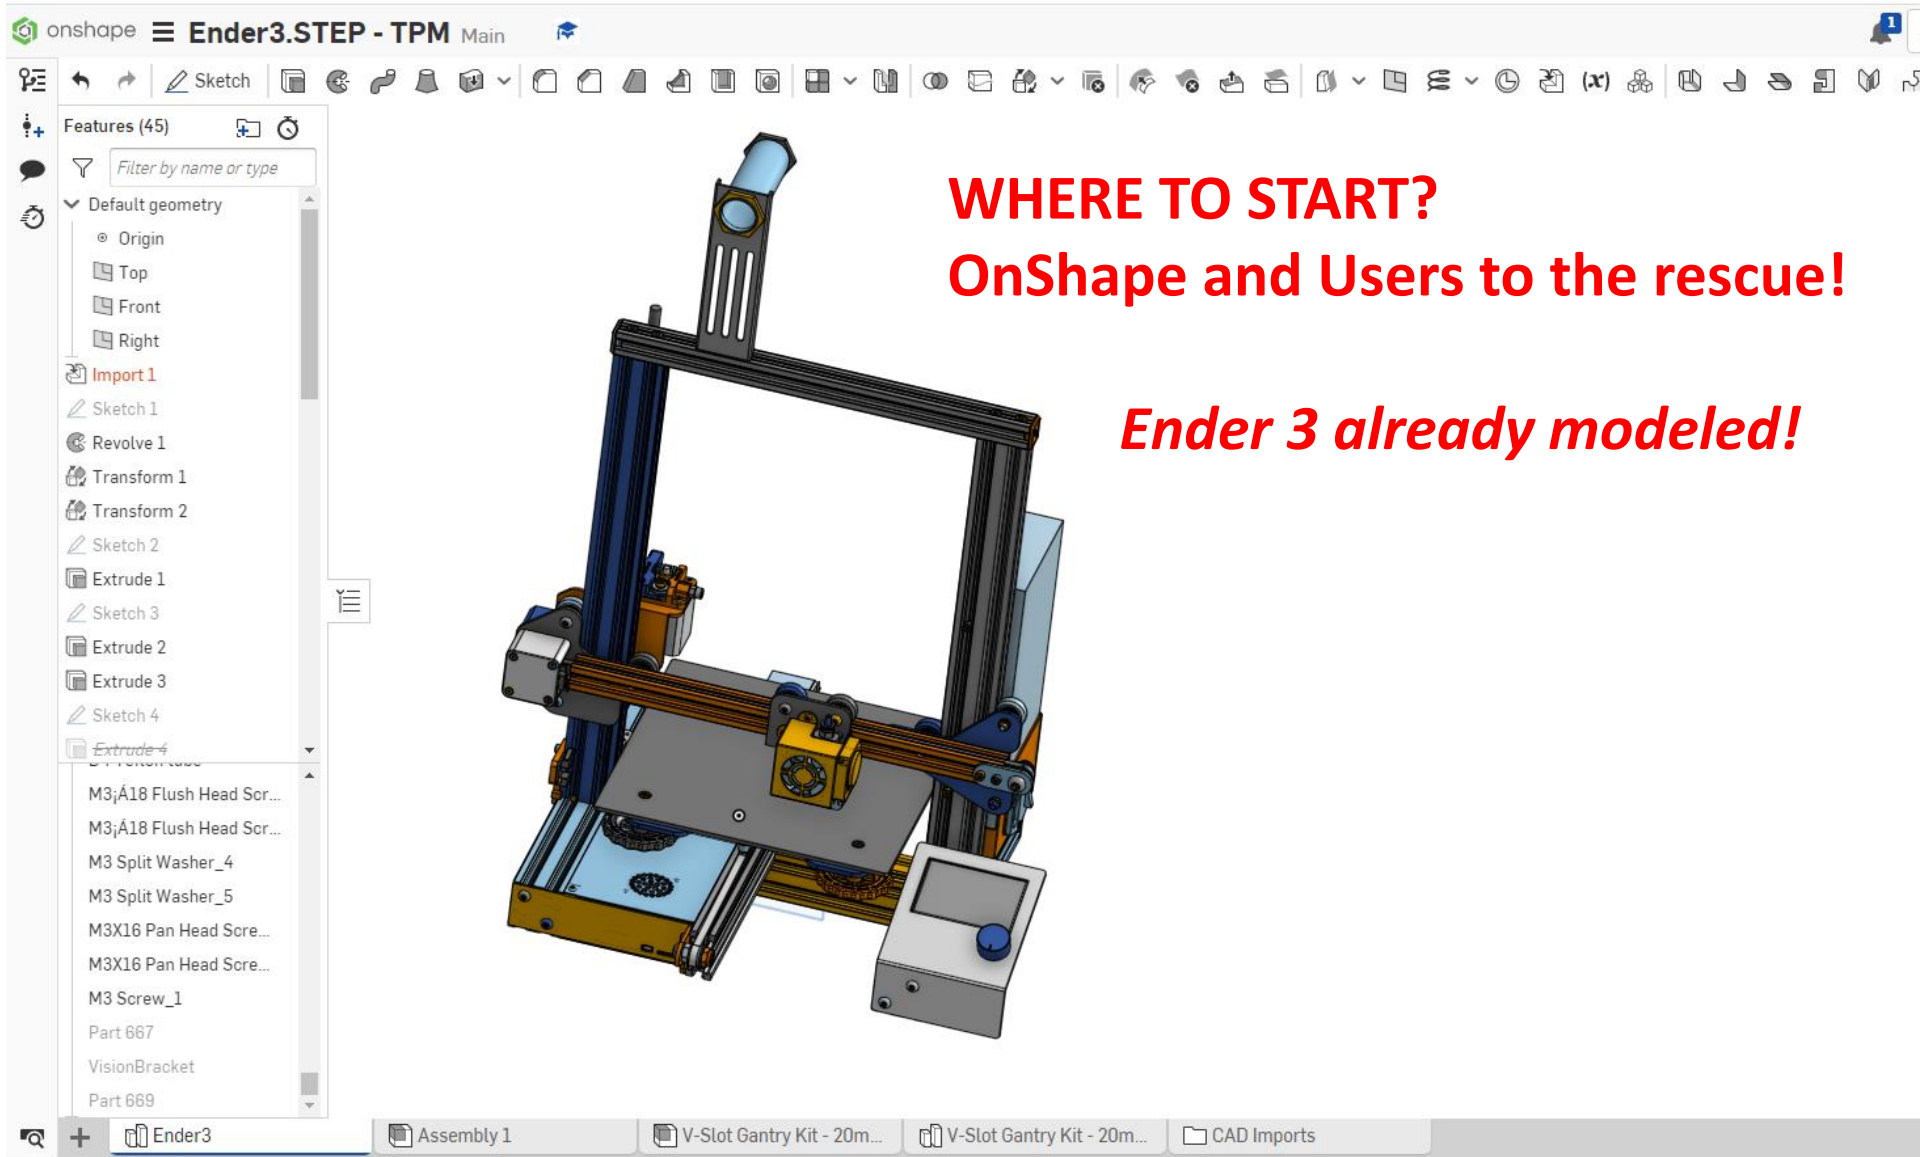 onshape Ender3.STEP - TPM Main
1
Sketch
(x)
Features (45)
Filter by name or type
Default geometry
Origin
Top
Front
Right
Import 1
Sketch 1
Revolve 1
Transform 1
Transform 2
Sketch 2
Extrude 1
Sketch 3
Extrude 2
Extrude 3
Sketch 4
Extrude 4
M3¡Á18 Flush Head Scr...
M3¡Á18 Flush Head Scr...
M3 Split Washer_4
M3 Split Washer_5
M3X16 Pan Head Scre...
M3X16 Pan Head Scre...
M3 Screw_1
Part 667
VisionBracket
Part 669
WHERE TO START?
OnShape and Users to the rescue!
Ender 3 already modeled!
Ender3 Assembly 1 V-Slot Gantry Kit - 20m... V-Slot Gantry Kit - 20m... CAD Imports